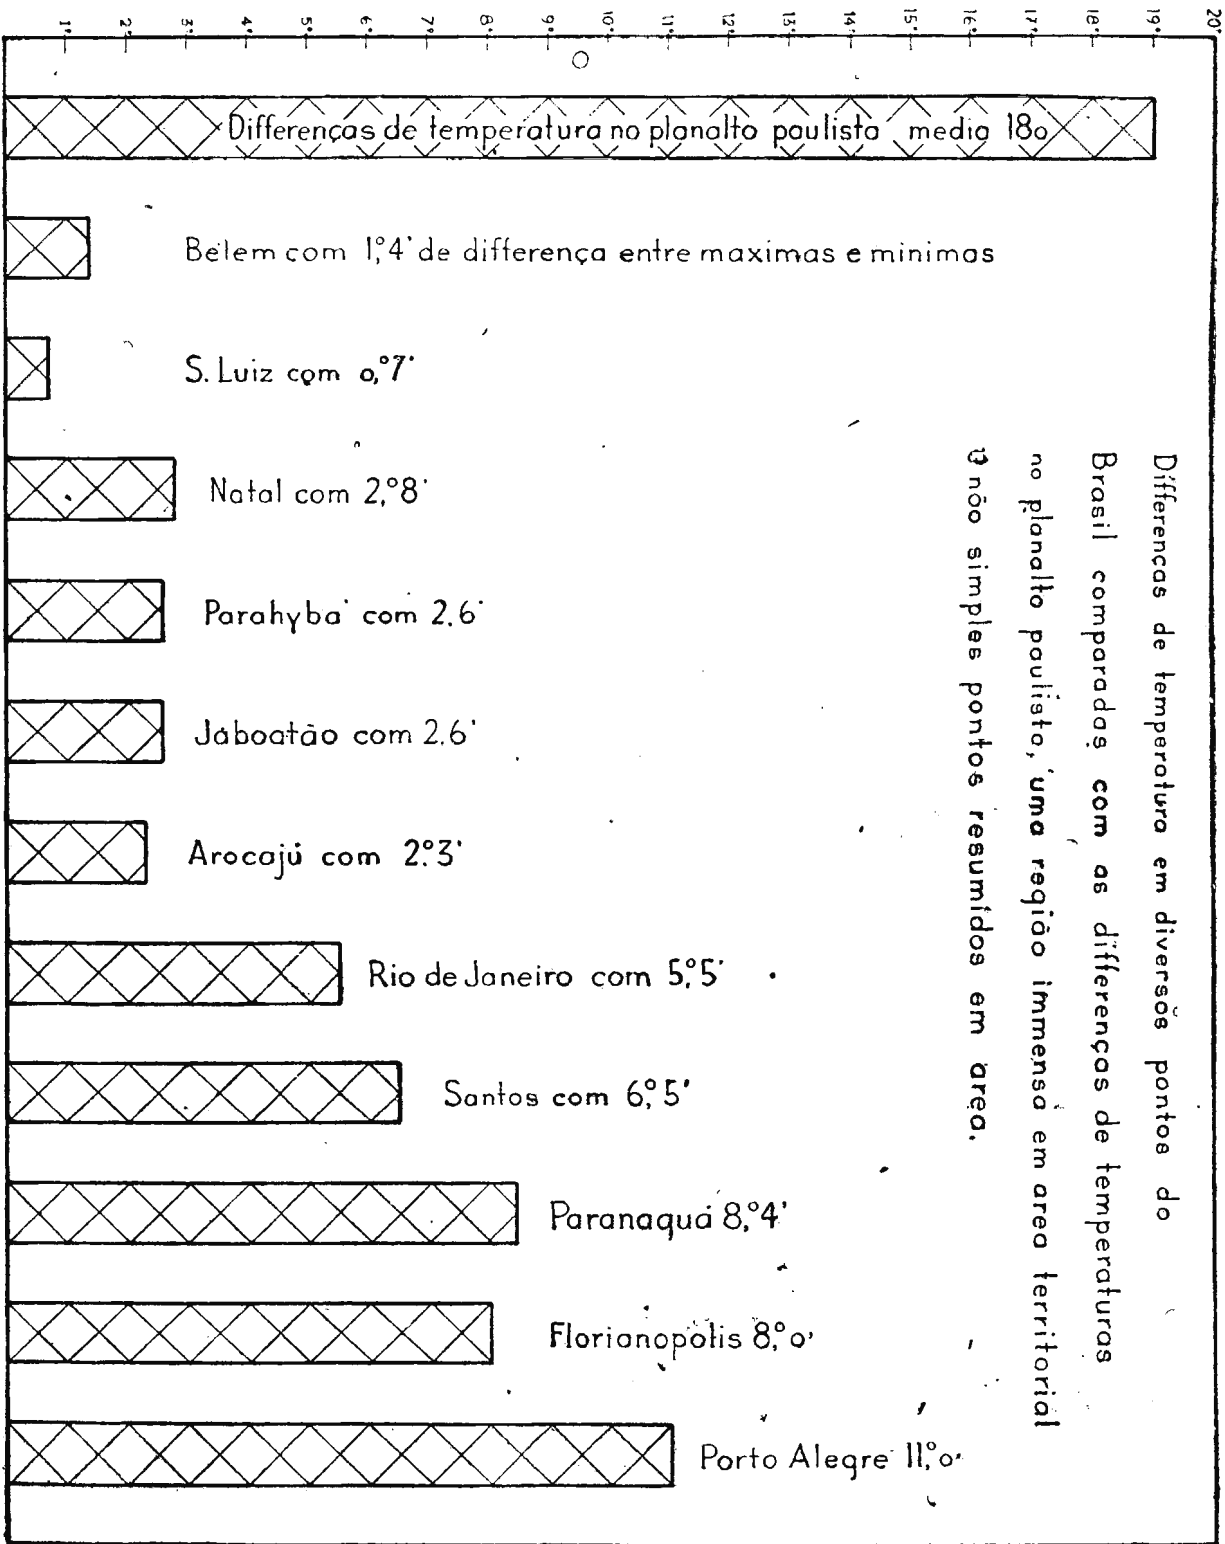 1° 2° 3° 4° 5° 6° 7° 8° 9° 10° 11° 12° 13° 14° 15° 16° 17° 18° 19° 20°
Differenças de temperatura no planalto paulista media 18o
Belem com 1,°4' de differença entre maximas e minimas
S. Luiz com o,°7'
Natal com 2,°8'
Parahyba com 2.6'
Jaboatão com 2.6'
Aracajú com 2°3'
Rio de Janeiro com 5,°5'
Santos com 6,°5'
Paranaguá 8,°4'
Florianopolis 8,°o'
Porto Alegre 11,°o'
Differenças de temperatura em diversos pontos do
Brasil comparadas com as differenças de temperaturas
no planalto paulista, uma região immensa em area territorial
e não simples pontos resumidos em area.